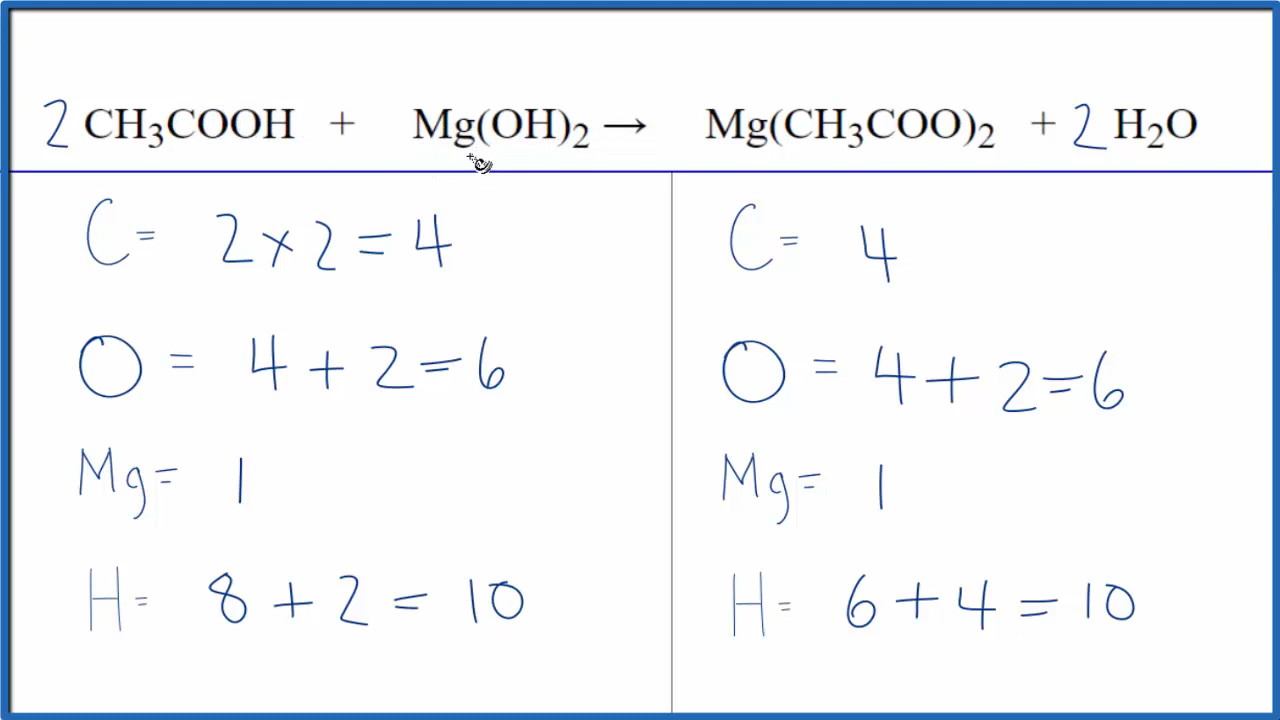 2 CH₃COOH + Mg(OH)₂ → Mg(CH₃COO)₂ + 2 H₂O
C = 2 × 2 = 4
O = 4 + 2 = 6
Mg = 1
H = 8 + 2 = 10
C = 4
O = 4 + 2 = 6
Mg = 1
H = 6 + 4 = 10